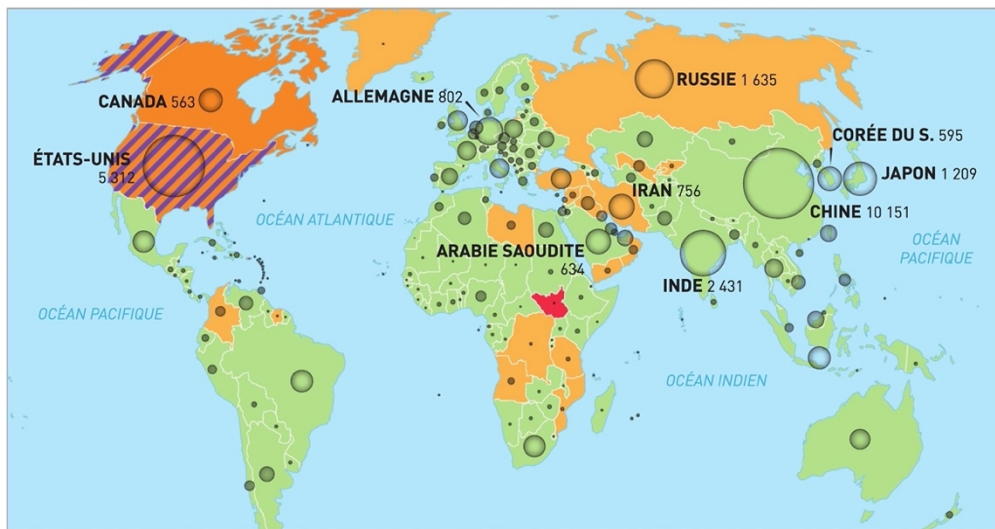 RUSSIE 1 635
CANADA 563
ALLEMAGNE 802
CORÉE DU S. 595
ÉTATS-UNIS
5 312
JAPON 1 209
IRAN 756
CHINE 10 151
OCÉAN ATLANTIQUE
ARABIE SAOUDITE
634
OCÉAN
PACIFIQUE
INDE 2 431
OCÉAN PACIFIQUE
OCÉAN INDIEN